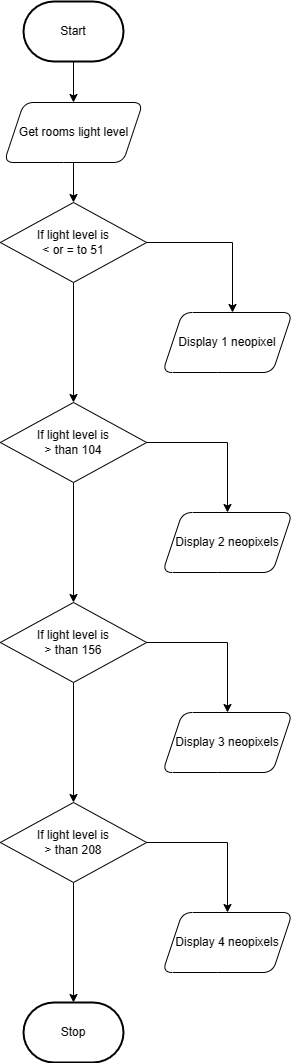 Start
Get rooms light level
If light level is
< or = to 51
Display 1 neopixel
If light level is
> than 104
Display 2 neopixels
If light level is
> than 156
Display 3 neopixels
If light level is
> than 208
Display 4 neopixels
Stop